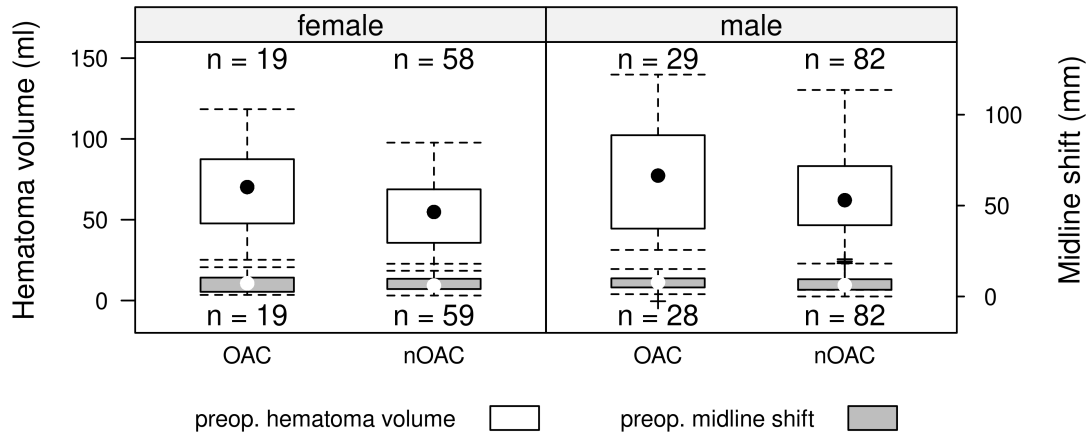 female male
Hematoma volume (ml)
Midline shift (mm)
150
100
50
0
100
50
0
n = 19 n = 58 n = 29 n = 82
n = 19 n = 59 n = 28 n = 82
OAC nOAC OAC nOAC
preop. hematoma volume preop. midline shift